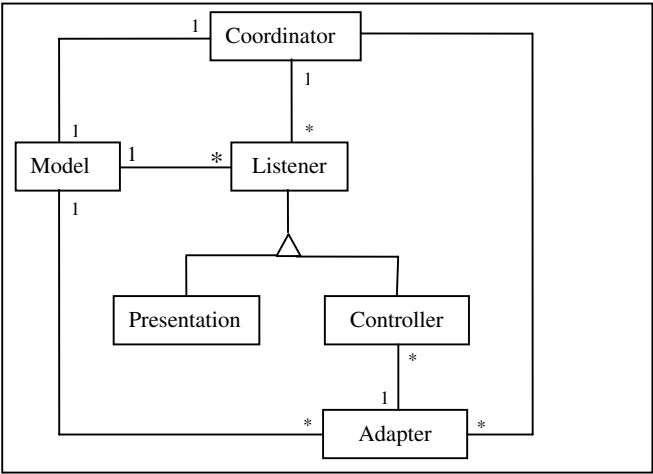 1
Coordinator
1
1
*
Model
1
*
Listener
1
Presentation
Controller
*
1
*
Adapter
*